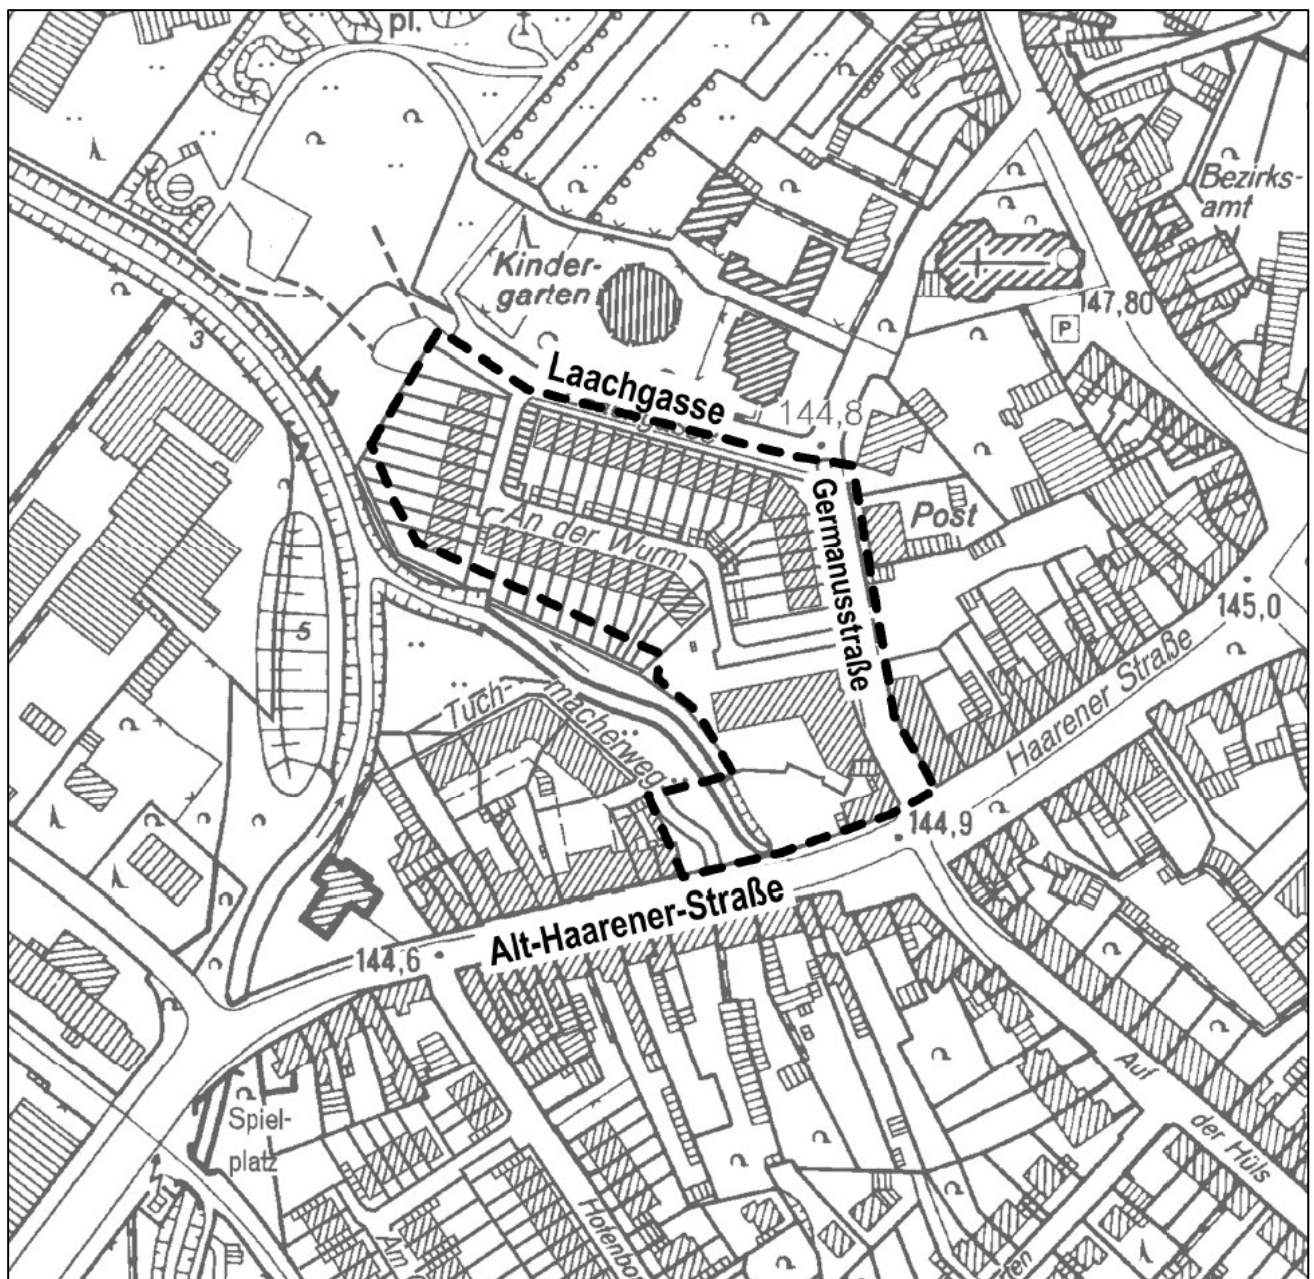 pl.
Bezirks-
amt
Kinder-
garten
147,80
P
3
Laachgasse
144,8
Germanusstraße
Post
An der Wurm
145,0
5
Haarener Straße
Tuch-
macherweg
144,9
Alt-Haarener-Straße
144,6
Auf
der Hüls
Spiel-
platz
Am